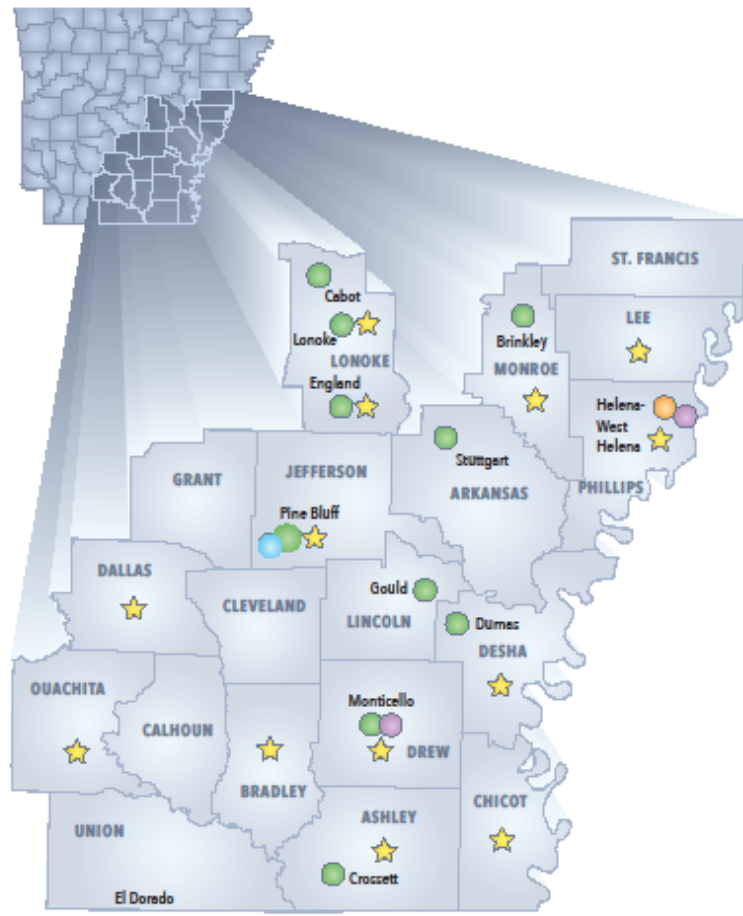 ST. FRANCIS
Cabot
LEE
Lonoke
Brinkley
LONOKE
MONROE
England
Helena-
West
Helena
Stuttgart
JEFFERSON
GRANT
ARKANSAS
PHILLIPS
Pine Bluff
DALLAS
Gould
CLEVELAND
LINCOLN
Dumas
DESHA
OUACHITA
Monticello
CALHOUN
DREW
BRADLEY
CHICOT
ASHLEY
UNION
Crossett
El Dorado